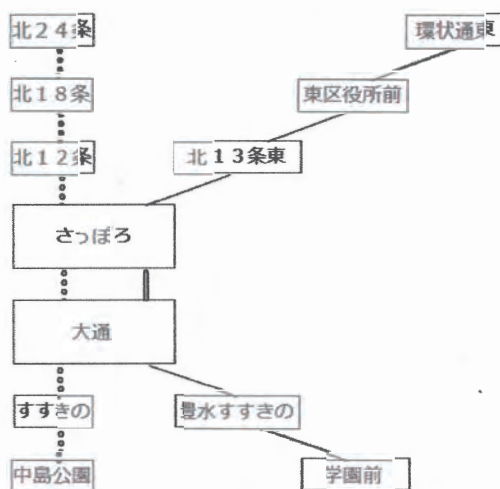 北２４条
環状通東
北１８条
東区役所前
北１２条
北１３条東
さっぽろ
大通
すすきの
豊水すすきの
中島公園
学園前